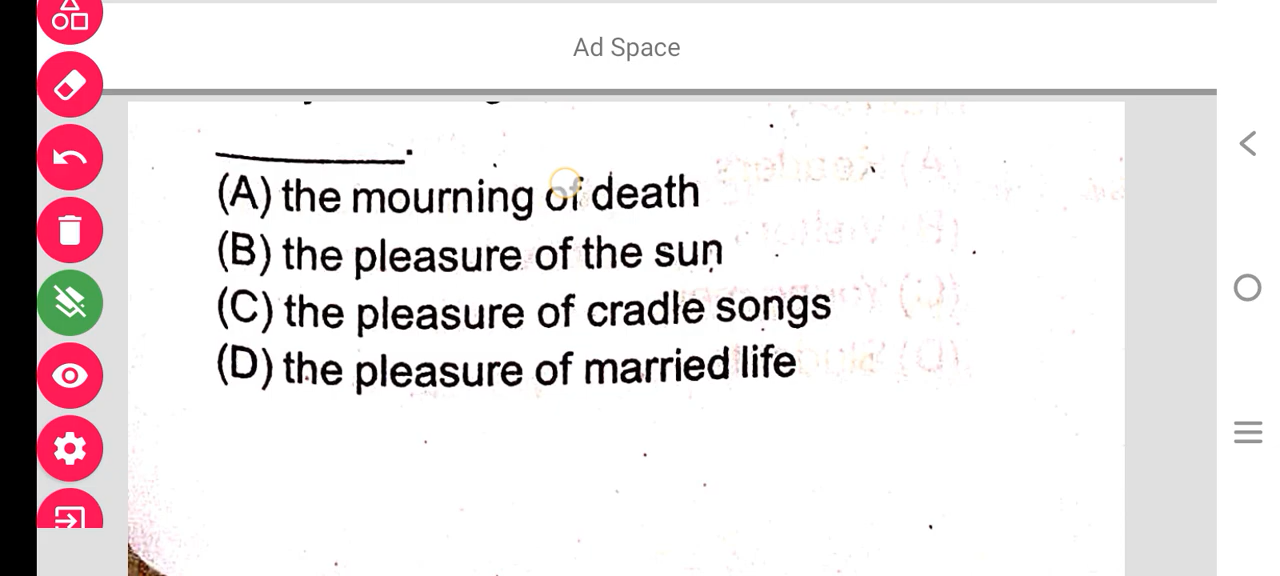 Ad Space
.
(A) the mourning of death
(B) the pleasure of the sun
(C) the pleasure of cradle songs
(D) the pleasure of married life